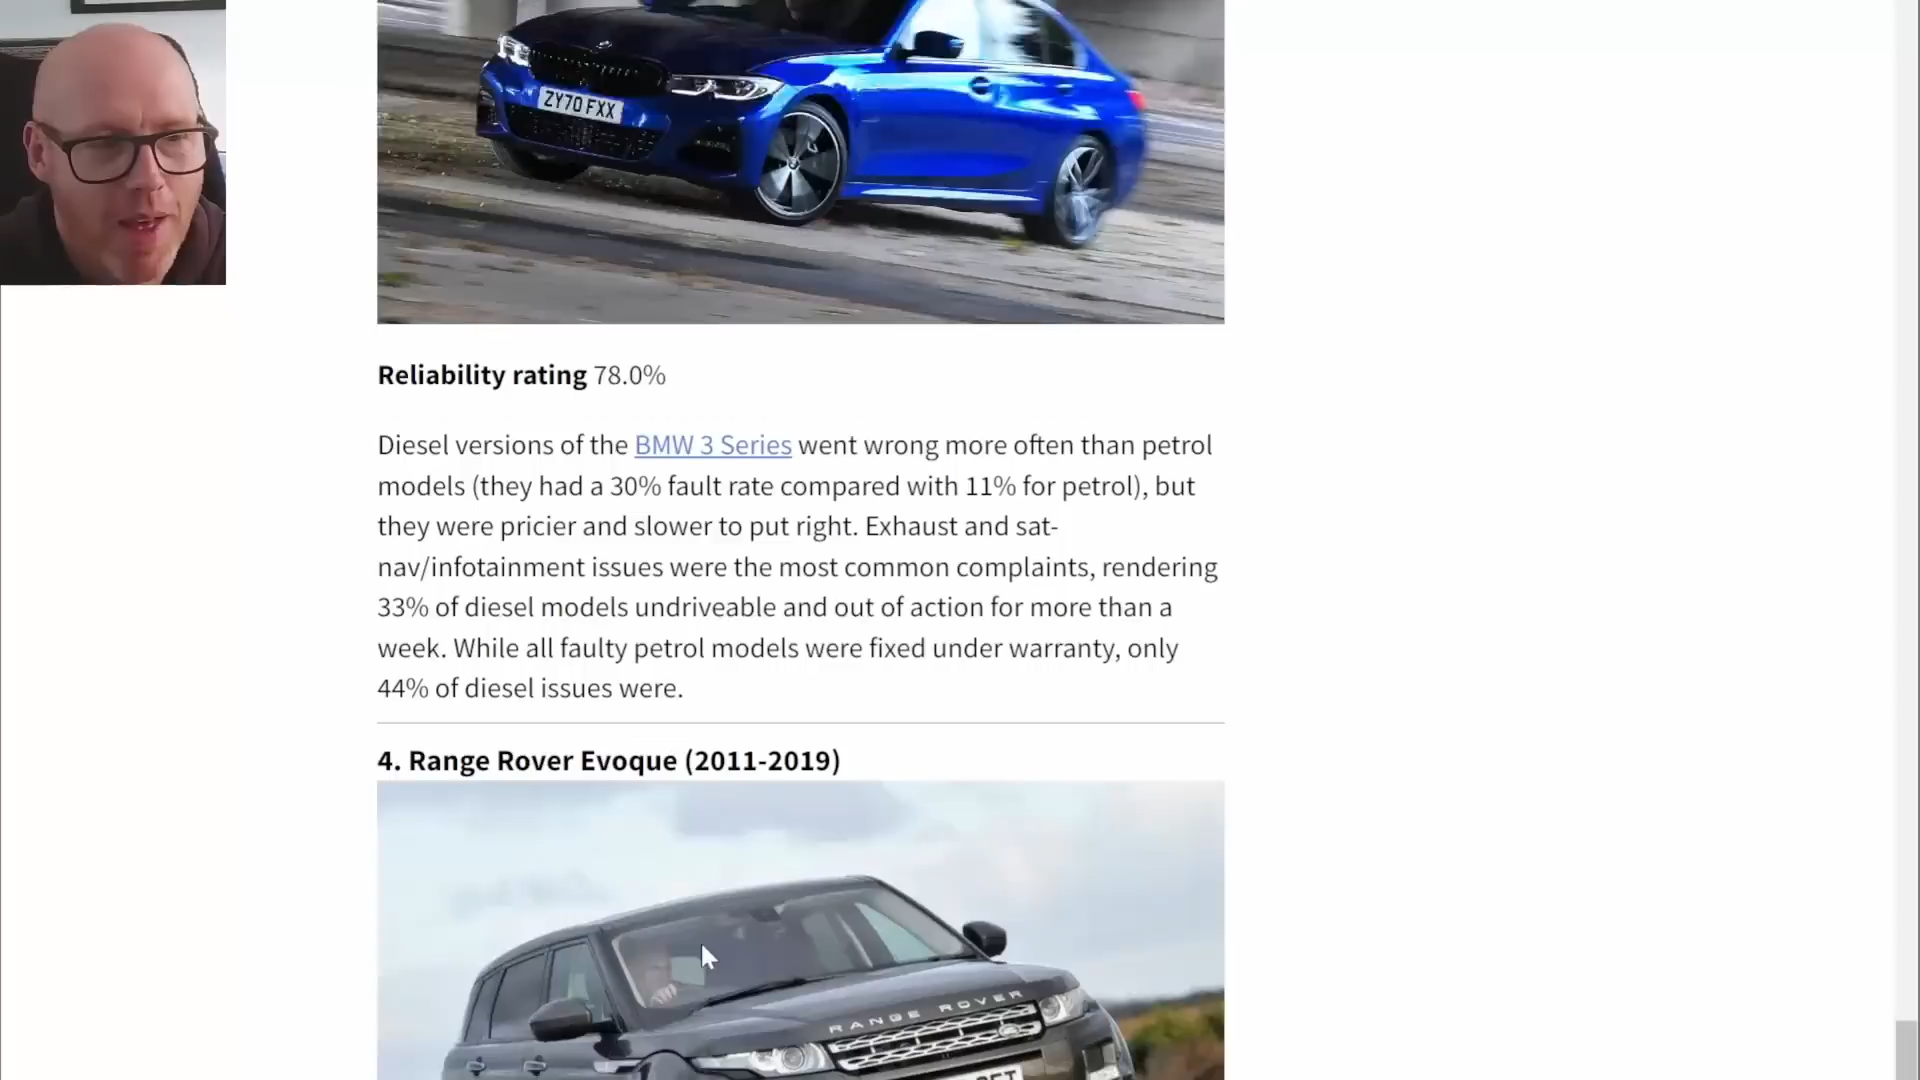 ZY70 FXX
Reliability rating 78.0%
Diesel versions of the BMW 3 Series went wrong more often than petrol
models (they had a 30% fault rate compared with 11% for petrol), but
they were pricier and slower to put right. Exhaust and sat-
nav/infotainment issues were the most common complaints, rendering
33% of diesel models undriveable and out of action for more than a
week. While all faulty petrol models were fixed under warranty, only
44% of diesel issues were.
4. Range Rover Evoque (2011-2019)
RANGE ROVER